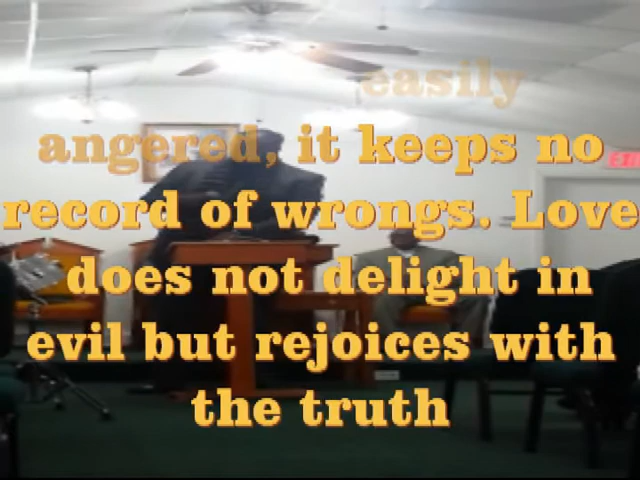 easily
angered, it keeps no
record of wrongs. Love
does not delight in
evil but rejoices with
the truth
EXIT